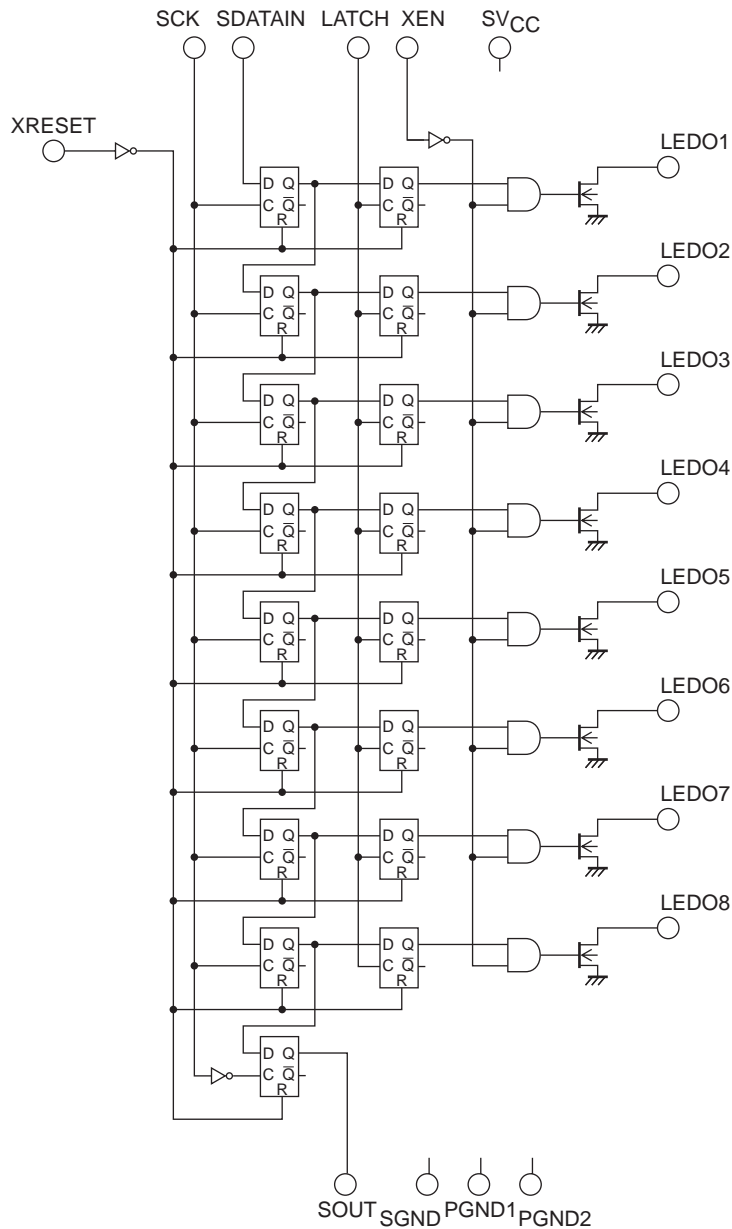 SCK SDATAIN LATCH XEN SVCC
XRESET
LEDO1
D Q D Q
C Q̅ C Q̅
R R
LEDO2
D Q D Q
C Q̅ C Q̅
R R
LEDO3
D Q D Q
C Q̅ C Q̅
R R
LEDO4
D Q D Q
C Q̅ C Q̅
R R
LEDO5
D Q D Q
C Q̅ C Q̅
R R
LEDO6
D Q D Q
C Q̅ C Q̅
R R
LEDO7
D Q D Q
C Q̅ C Q̅
R R
LEDO8
D Q D Q
C Q̅ C Q̅
R R
D Q
C Q̅
R
SOUT SGND PGND1 PGND2